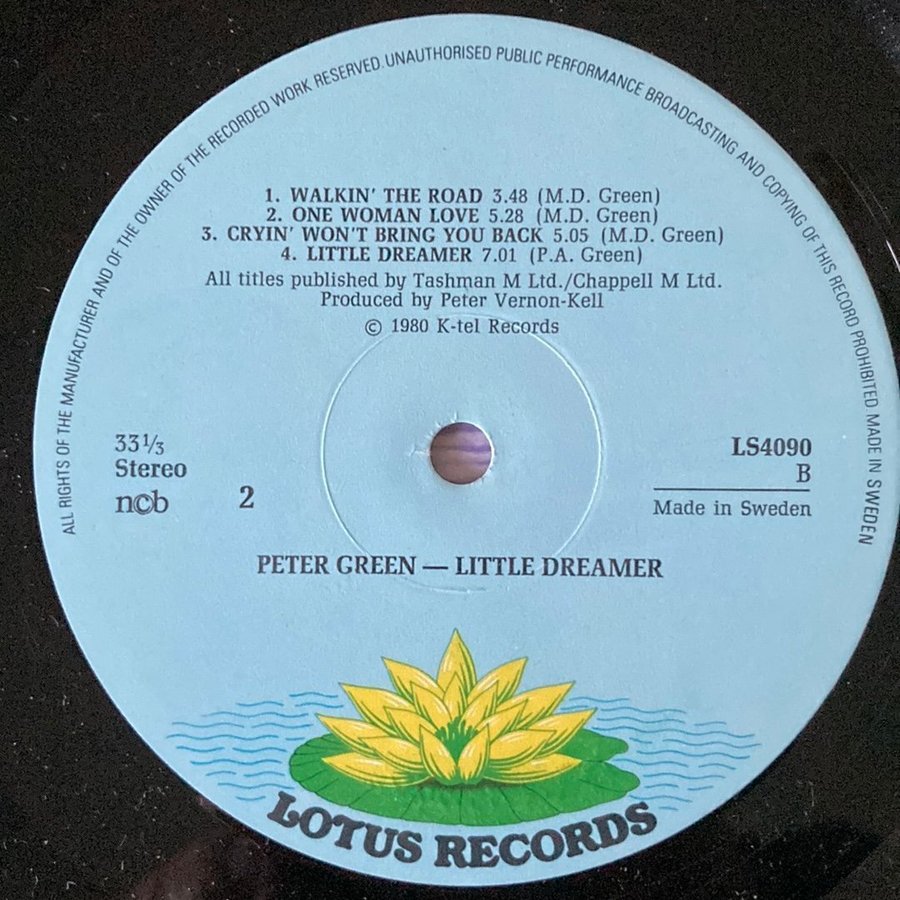 ALL RIGHTS OF THE MANUFACTURER AND OF THE OWNER OF THE RECORDED WORK RESERVED. UNAUTHORISED PUBLIC PERFORMANCE BROADCASTING AND COPYING OF THIS RECORD PROHIBITED. MADE IN SWEDEN
1. WALKIN' THE ROAD 3.48 (M.D. Green)
2. ONE WOMAN LOVE 5.28 (M.D. Green)
3. CRYIN' WON'T BRING YOU BACK 5.05 (M.D. Green)
4. LITTLE DREAMER 7.01 (P.A. Green)
All titles published by Tashman M Ltd./Chappell M Ltd.
Produced by Peter Vernon-Kell
© 1980 K-tel Records
33⅓
Stereo
ncb
2
LS4090
B
Made in Sweden
PETER GREEN — LITTLE DREAMER
LOTUS RECORDS